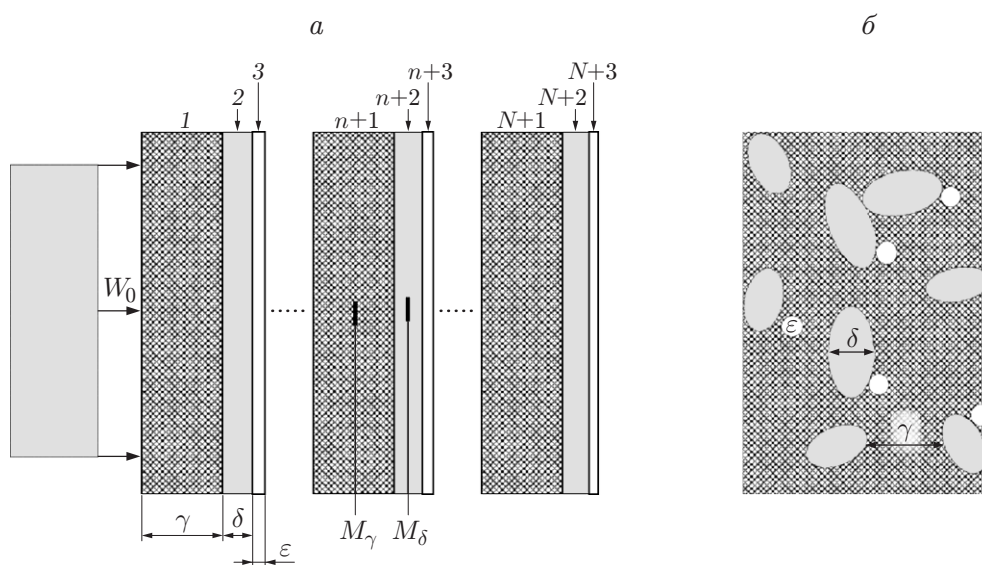 а б
3 n+3 N+3
2 n+2 N+2
1 n+1 N+1
W₀
ε
δ
γ
M_γ M_δ
γ δ
ε